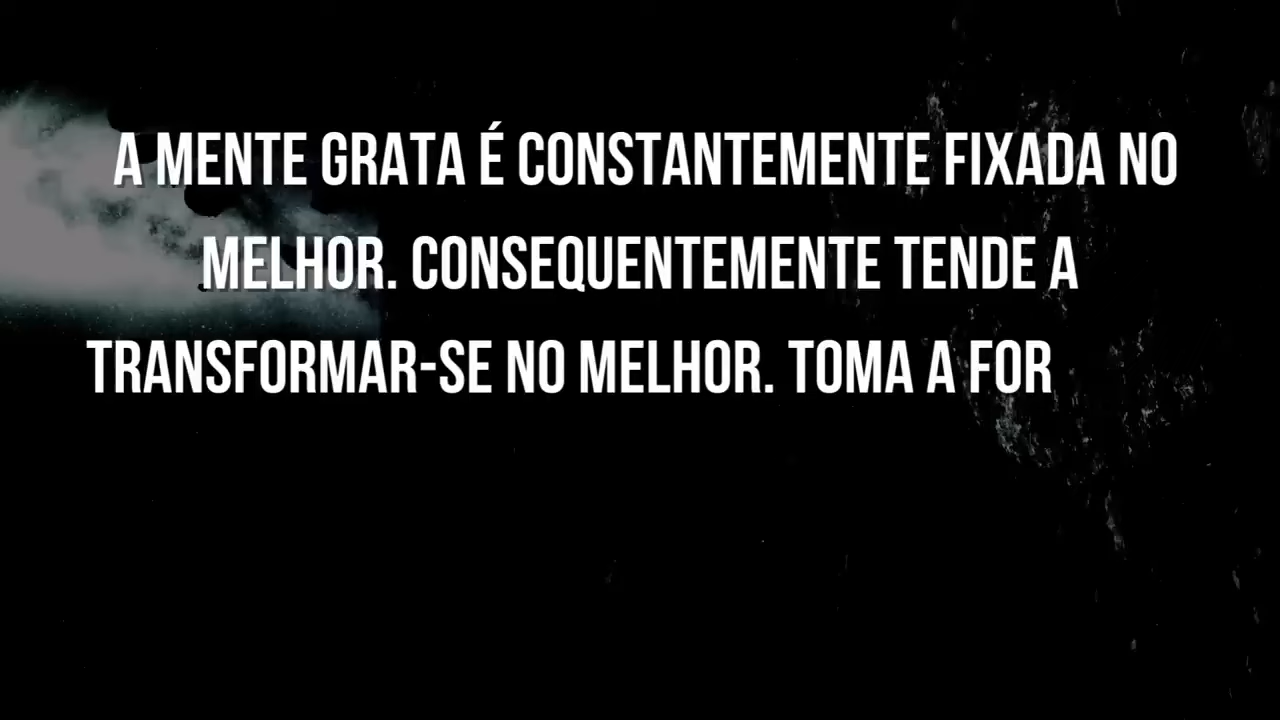 A MENTE GRATA É CONSTANTEMENTE FIXADA NO
MELHOR. CONSEQUENTEMENTE TENDE A
TRANSFORMAR-SE NO MELHOR. TOMA A FOR